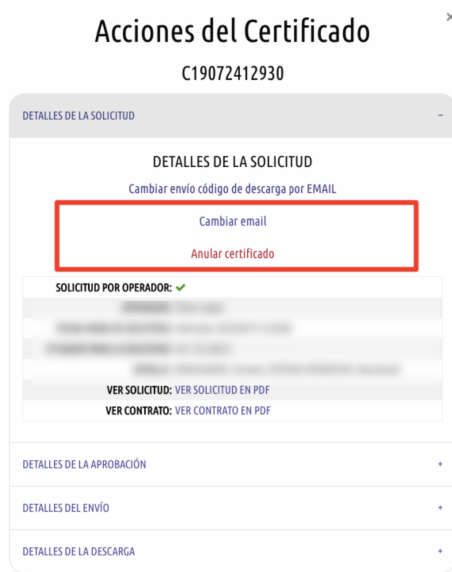 Acciones del Certificado
C19072412930
DETALLES DE LA SOLICITUD
DETALLES DE LA SOLICITUD
Cambiar envío código de descarga por EMAIL
Cambiar email
Anular certificado
SOLICITUD POR OPERADOR:
VER SOLICITUD: VER SOLICITUD EN PDF
VER CONTRATO: VER CONTRATO EN PDF
DETALLES DE LA APROBACIÓN
DETALLES DEL ENVÍO
DETALLES DE LA DESCARGA